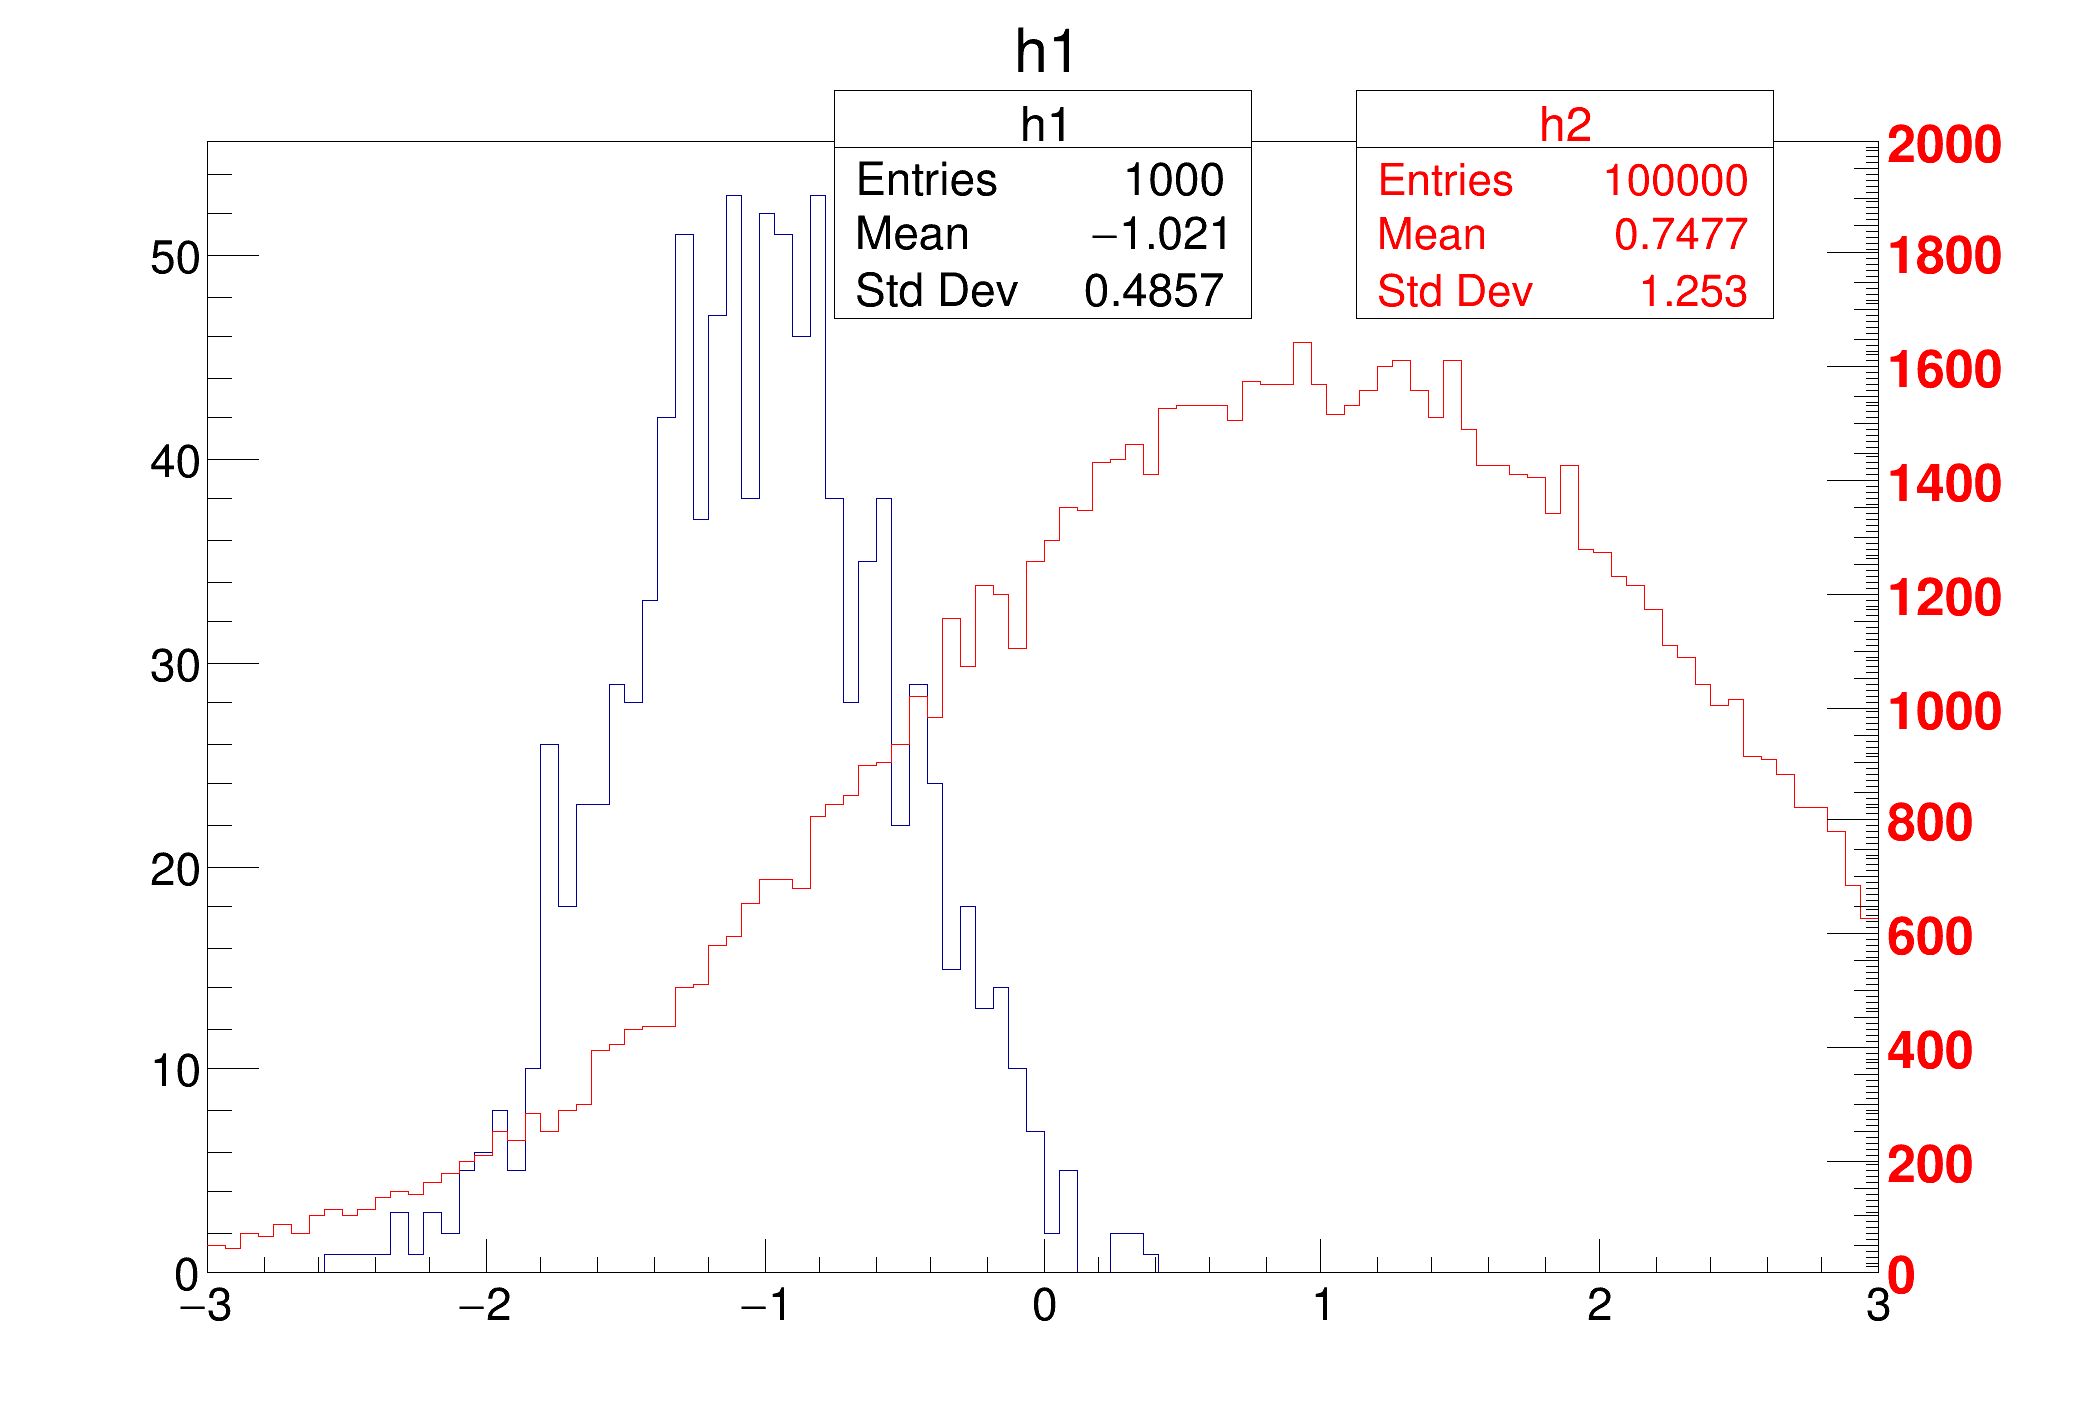 h1
h1
Entries 1000
Mean −1.021
Std Dev 0.4857
h2
Entries 100000
Mean 0.7477
Std Dev 1.253
50
40
30
20
10
0
2000
1800
1600
1400
1200
1000
800
600
400
200
0
−3 −2 −1 0 1 2 3